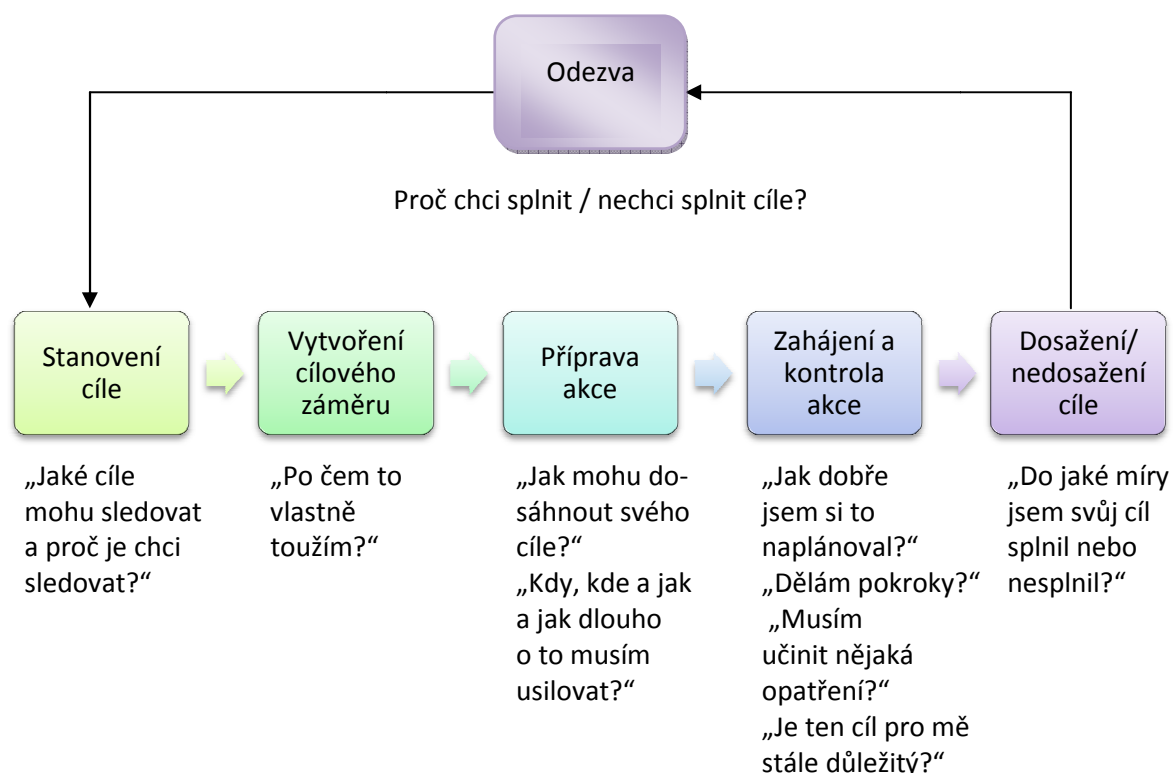 Odezva
Proč chci splnit / nechci splnit cíle?
Stanovení
cíle
Vytvoření
cílového
záměru
Příprava
akce
Zahájení a
kontrola
akce
Dosažení/
nedosažení
cíle
„Jaké cíle
mohu sledovat
a proč je chci
sledovat?“
„Po čem to
vlastně
toužím?“
„Jak mohu do-
sáhnout svého
cíle?“
„Kdy, kde a jak
a jak dlouho
o to musím
usilovat?“
„Jak dobře
jsem si to
naplánoval?“
„Dělám pokroky?“
„Musím
učinit nějaká
opatření?“
„Je ten cíl pro mě
stále důležitý?“
„Do jaké míry
jsem svůj cíl
splnil nebo
nesplnil?“